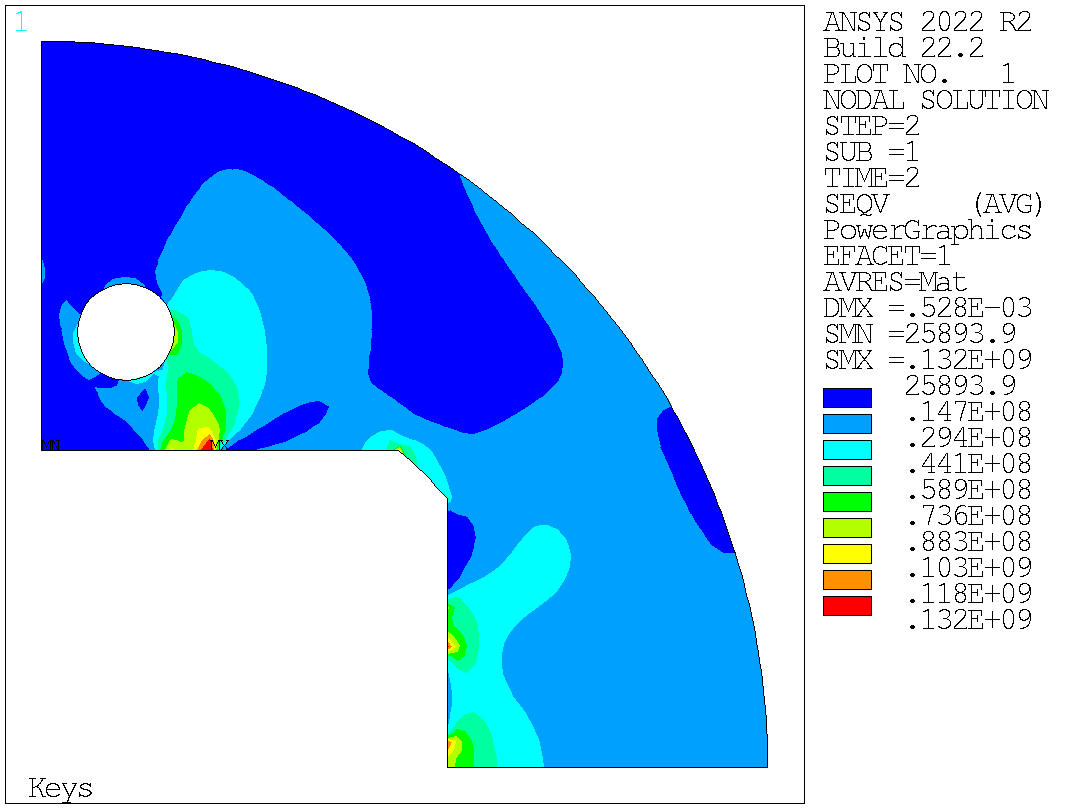 1
ANSYS 2022 R2
Build 22.2
PLOT NO.   1
NODAL SOLUTION
STEP=2
SUB =1
TIME=2
SEQV     (AVG)
PowerGraphics
EFACET=1
AVRES=Mat
DMX =.528E-03
SMN =25893.9
SMX =.132E+09
25893.9
.147E+08
.294E+08
.441E+08
.589E+08
.736E+08
.883E+08
.103E+09
.118E+09
.132E+09
MN
MX
Keys